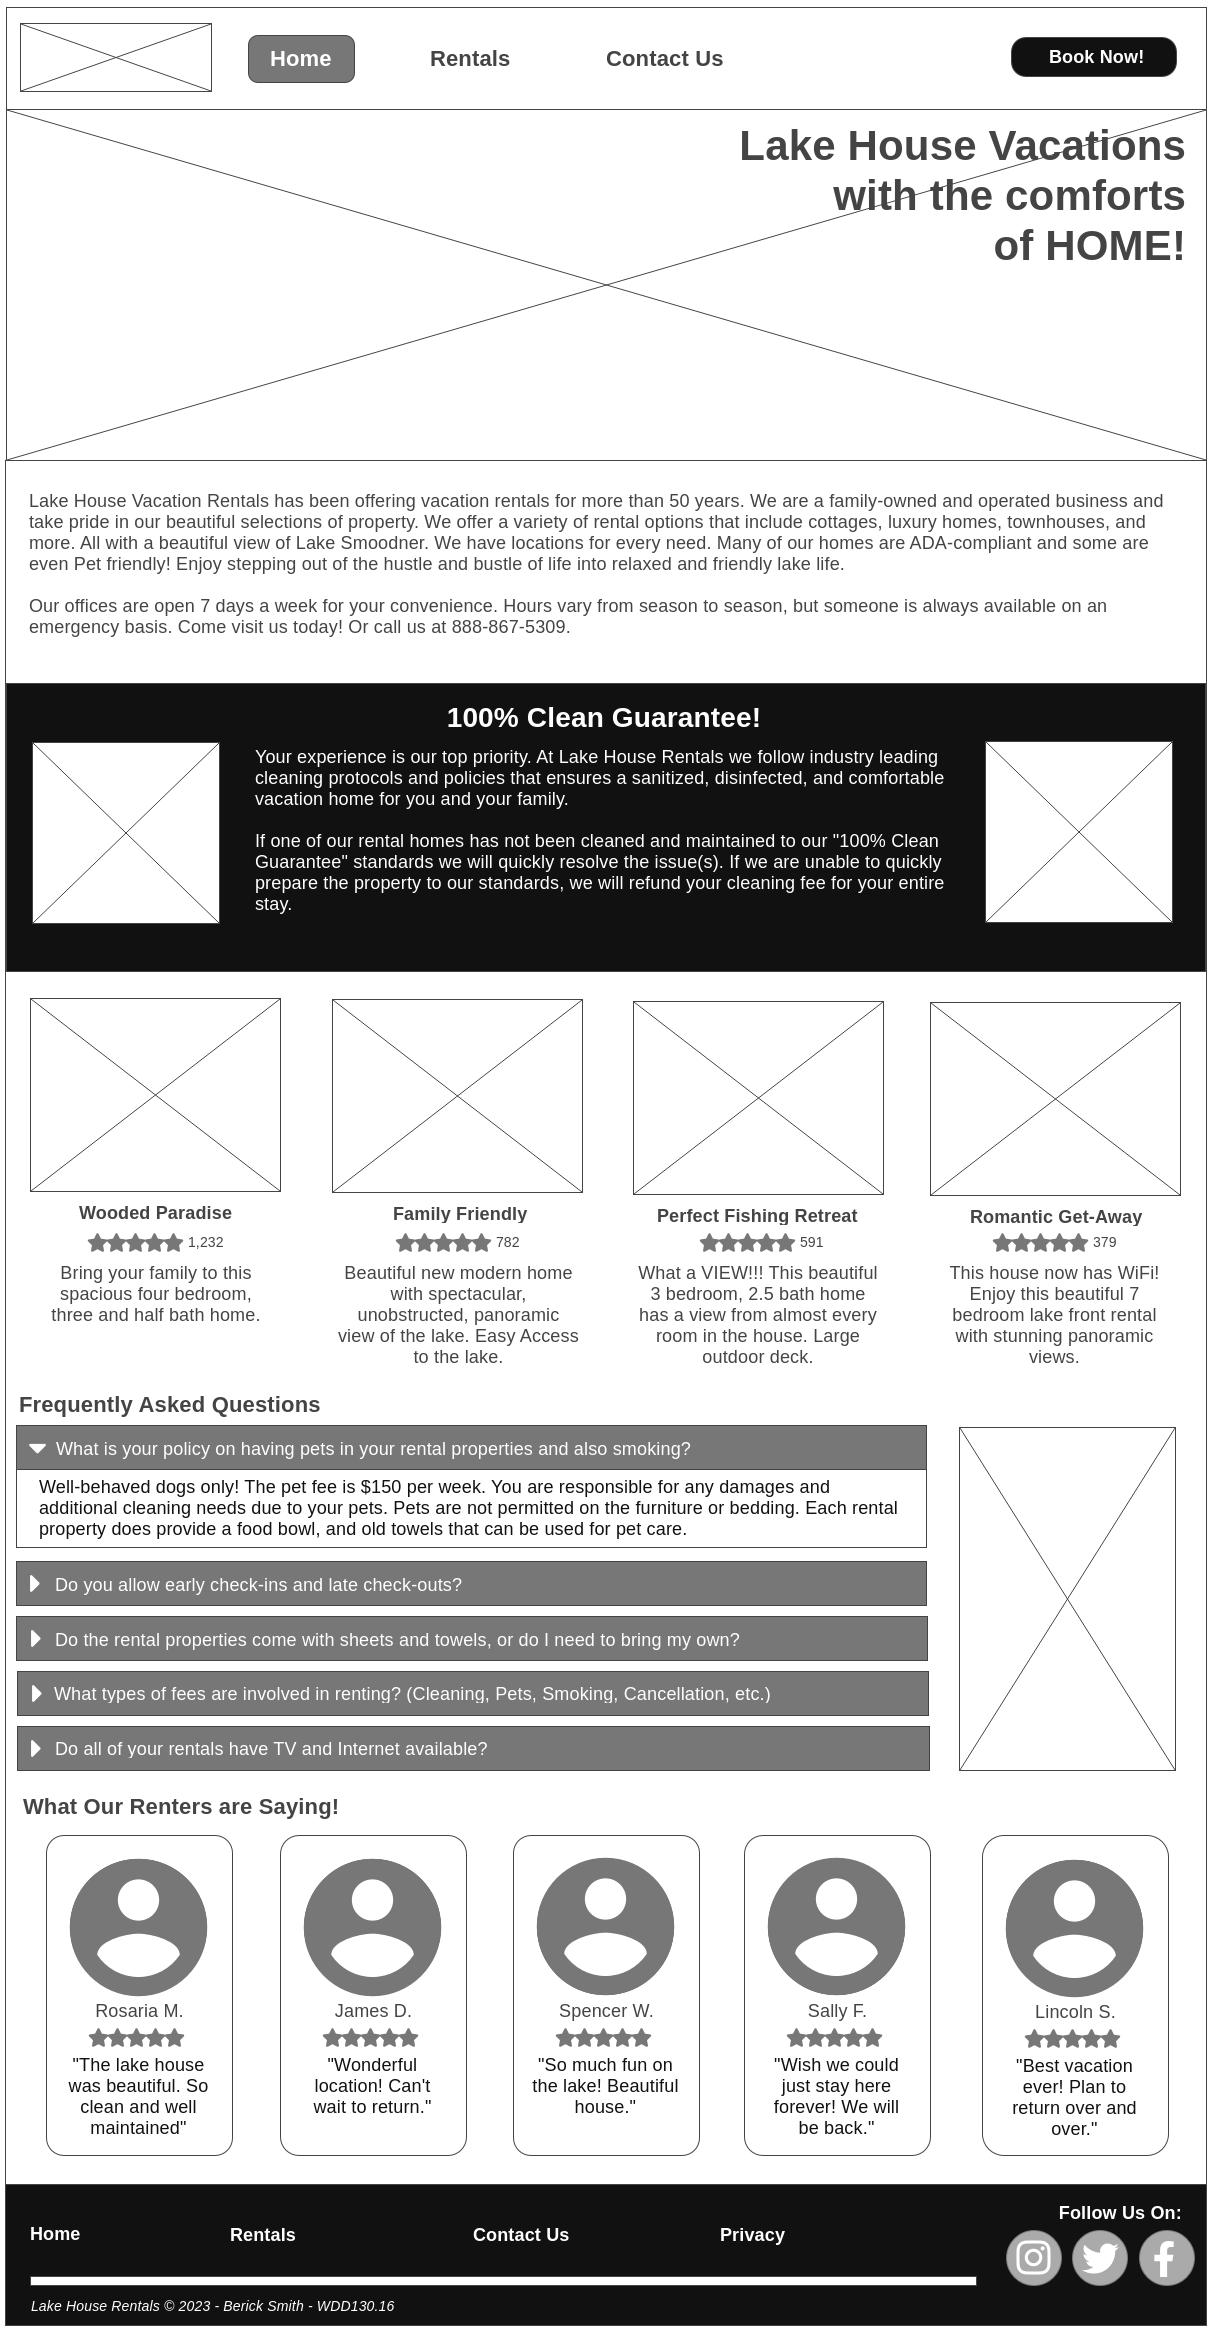 Home
Rentals
Contact Us
Book Now!
Lake House Vacations
with the comforts
of HOME!
Lake House Vacation Rentals has been offering vacation rentals for more than 50 years. We are a family-owned and operated business and
take pride in our beautiful selections of property. We offer a variety of rental options that include cottages, luxury homes, townhouses, and
more. All with a beautiful view of Lake Smoodner. We have locations for every need. Many of our homes are ADA-compliant and some are
even Pet friendly! Enjoy stepping out of the hustle and bustle of life into relaxed and friendly lake life.
Our offices are open 7 days a week for your convenience. Hours vary from season to season, but someone is always available on an
emergency basis. Come visit us today! Or call us at 888-867-5309.
100% Clean Guarantee!
Your experience is our top priority. At Lake House Rentals we follow industry leading
cleaning protocols and policies that ensures a sanitized, disinfected, and comfortable
vacation home for you and your family.
If one of our rental homes has not been cleaned and maintained to our "100% Clean
Guarantee" standards we will quickly resolve the issue(s). If we are unable to quickly
prepare the property to our standards, we will refund your cleaning fee for your entire
stay.
Wooded Paradise
1,232
Bring your family to this
spacious four bedroom,
three and half bath home.
Family Friendly
782
Beautiful new modern home
with spectacular,
unobstructed, panoramic
view of the lake. Easy Access
to the lake.
Perfect Fishing Retreat
591
What a VIEW!!! This beautiful
3 bedroom, 2.5 bath home
has a view from almost every
room in the house. Large
outdoor deck.
Romantic Get-Away
379
This house now has WiFi!
Enjoy this beautiful 7
bedroom lake front rental
with stunning panoramic
views.
Frequently Asked Questions
What is your policy on having pets in your rental properties and also smoking?
Well-behaved dogs only! The pet fee is $150 per week. You are responsible for any damages and
additional cleaning needs due to your pets. Pets are not permitted on the furniture or bedding. Each rental
property does provide a food bowl, and old towels that can be used for pet care.
Do you allow early check-ins and late check-outs?
Do the rental properties come with sheets and towels, or do I need to bring my own?
What types of fees are involved in renting? (Cleaning, Pets, Smoking, Cancellation, etc.)
Do all of your rentals have TV and Internet available?
What Our Renters are Saying!
Rosaria M.
"The lake house
was beautiful. So
clean and well
maintained"
James D.
"Wonderful
location! Can't
wait to return."
Spencer W.
"So much fun on
the lake! Beautiful
house."
Sally F.
"Wish we could
just stay here
forever! We will
be back."
Lincoln S.
"Best vacation
ever! Plan to
return over and
over."
Home
Rentals
Contact Us
Privacy
Follow Us On:
Lake House Rentals © 2023 - Berick Smith - WDD130.16